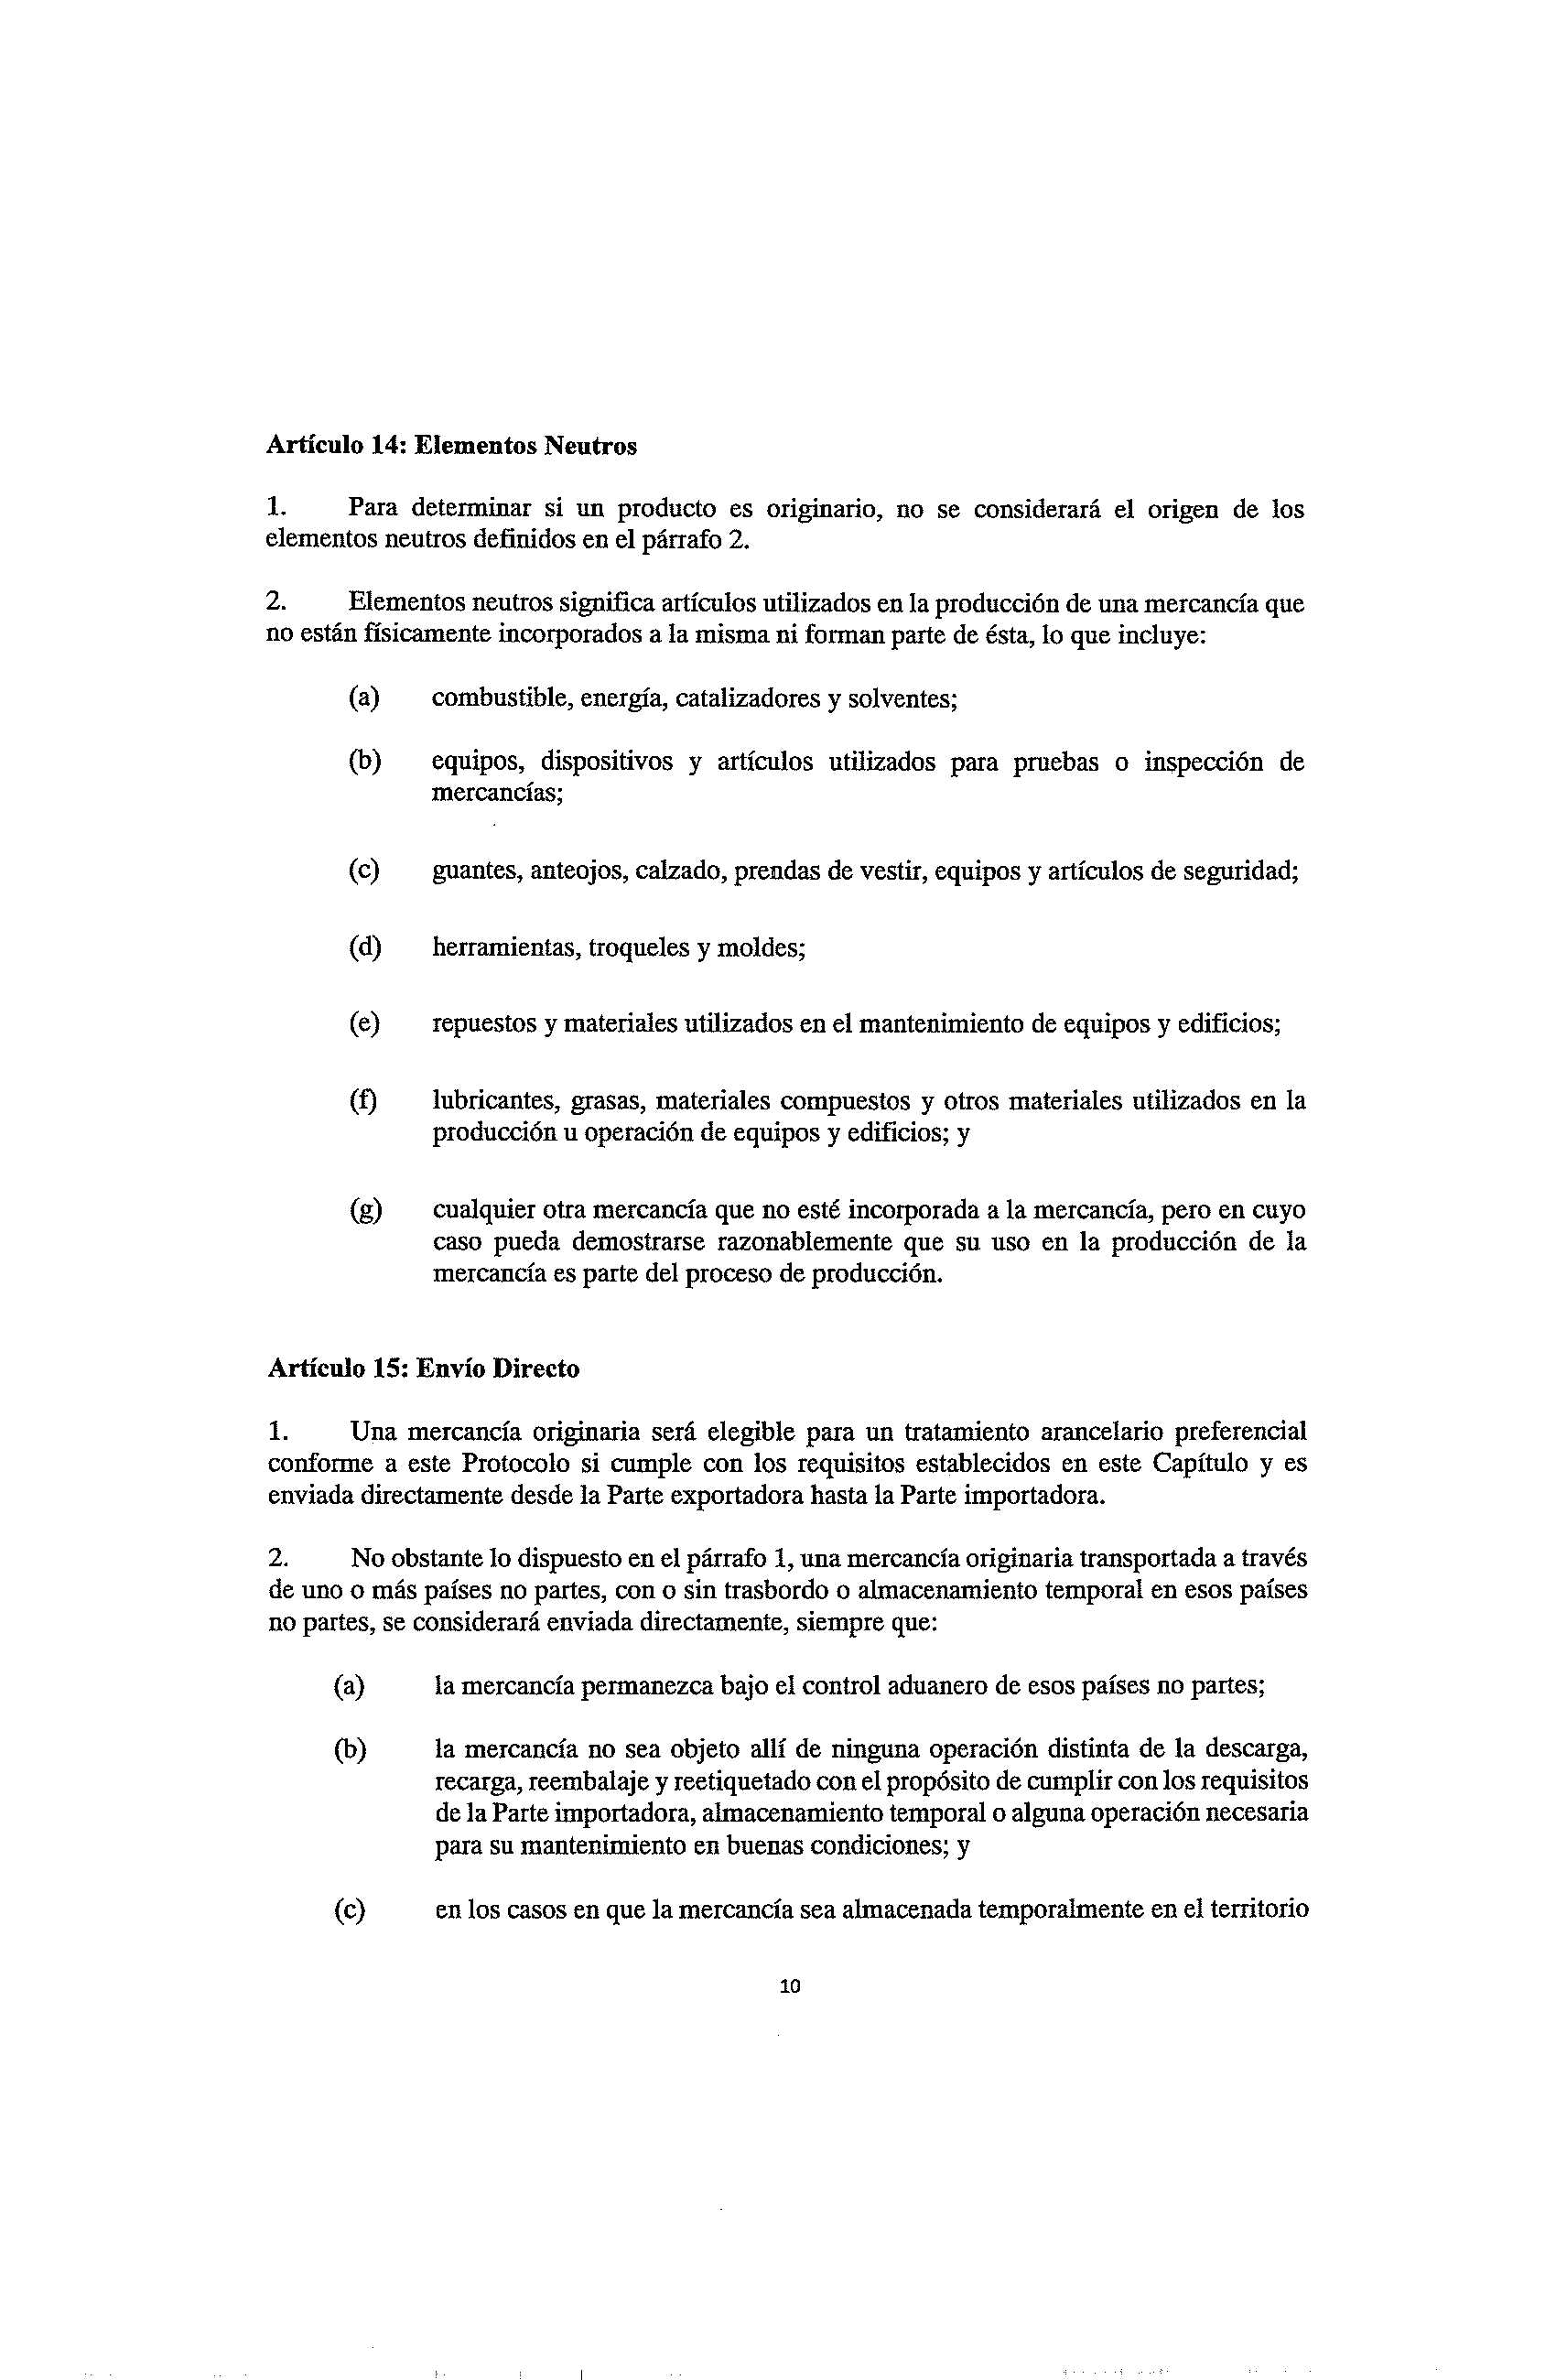 Artículo 14: Elementos Neutros
1. Para determinar si un producto es originario, no se considerará el origen de los
elementos neutros definidos en el párrafo 2.
2. Elementos neutros significa artículos utilizados en la producción de una mercancía que
no están físicamente incorporados a la misma ni forman parte de ésta, lo que incluye:
(a) combustible, energía, catalizadores y solventes;
(b) equipos, dispositivos y artículos utilizados para pruebas o inspección de
mercancías;
(c) guantes, anteojos, calzado, prendas de vestir, equipos y artículos de seguridad;
(d) herramientas, troqueles y moldes;
(e) repuestos y materiales utilizados en el mantenimiento de equipos y edificios;
(f) lubricantes, grasas, materiales compuestos y otros materiales utilizados en la
producción u operación de equipos y edificios; y
(g) cualquier otra mercancía que no esté incorporada a la mercancía, pero en cuyo
caso pueda demostrarse razonablemente que su uso en la producción de la
mercancía es parte del proceso de producción.
Artículo 15: Envío Directo
1. Una mercancía originaria será elegible para un tratamiento arancelario preferencial
conforme a este Protocolo si cumple con los requisitos establecidos en este Capítulo y es
enviada directamente desde la Parte exportadora hasta la Parte importadora.
2. No obstante lo dispuesto en el párrafo 1, una mercancía originaria transportada a través
de uno o más países no partes, con o sin trasbordo o almacenamiento temporal en esos países
no partes, se considerará enviada directamente, siempre que:
(a) la mercancía permanezca bajo el control aduanero de esos países no partes;
(b) la mercancía no sea objeto allí de ninguna operación distinta de la descarga,
recarga, reembalaje y reetiquetado con el propósito de cumplir con los requisitos
de la Parte importadora, almacenamiento temporal o alguna operación necesaria
para su mantenimiento en buenas condiciones; y
(c) en los casos en que la mercancía sea almacenada temporalmente en el territorio
10